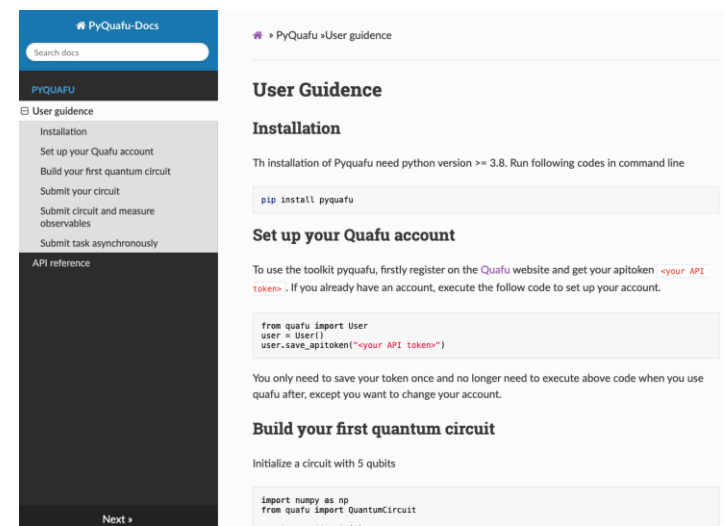 PyQuafu-Docs
Search docs
PYQUAFU
User guidence
Installation
Set up your Quafu account
Build your first quantum circuit
Submit your circuit
Submit circuit and measure
observables
Submit task asynchronously
API reference
Next »
» PyQuafu »User guidence
User Guidence
Installation
Th installation of Pyquafu need python version >= 3.8. Run following codes in command line
pip install pyquafu
Set up your Quafu account
To use the toolkit pyquafu, firstly register on the Quafu website and get your apitoken <your API
token> . If you already have an account, execute the follow code to set up your account.
from quafu import User
user = User()
user.save_apitoken("<your API token>")
You only need to save your token once and no longer need to execute above code when you use
quafu after, except you want to change your account.
Build your first quantum circuit
Initialize a circuit with 5 qubits
import numpy as np
from quafu import QuantumCircuit